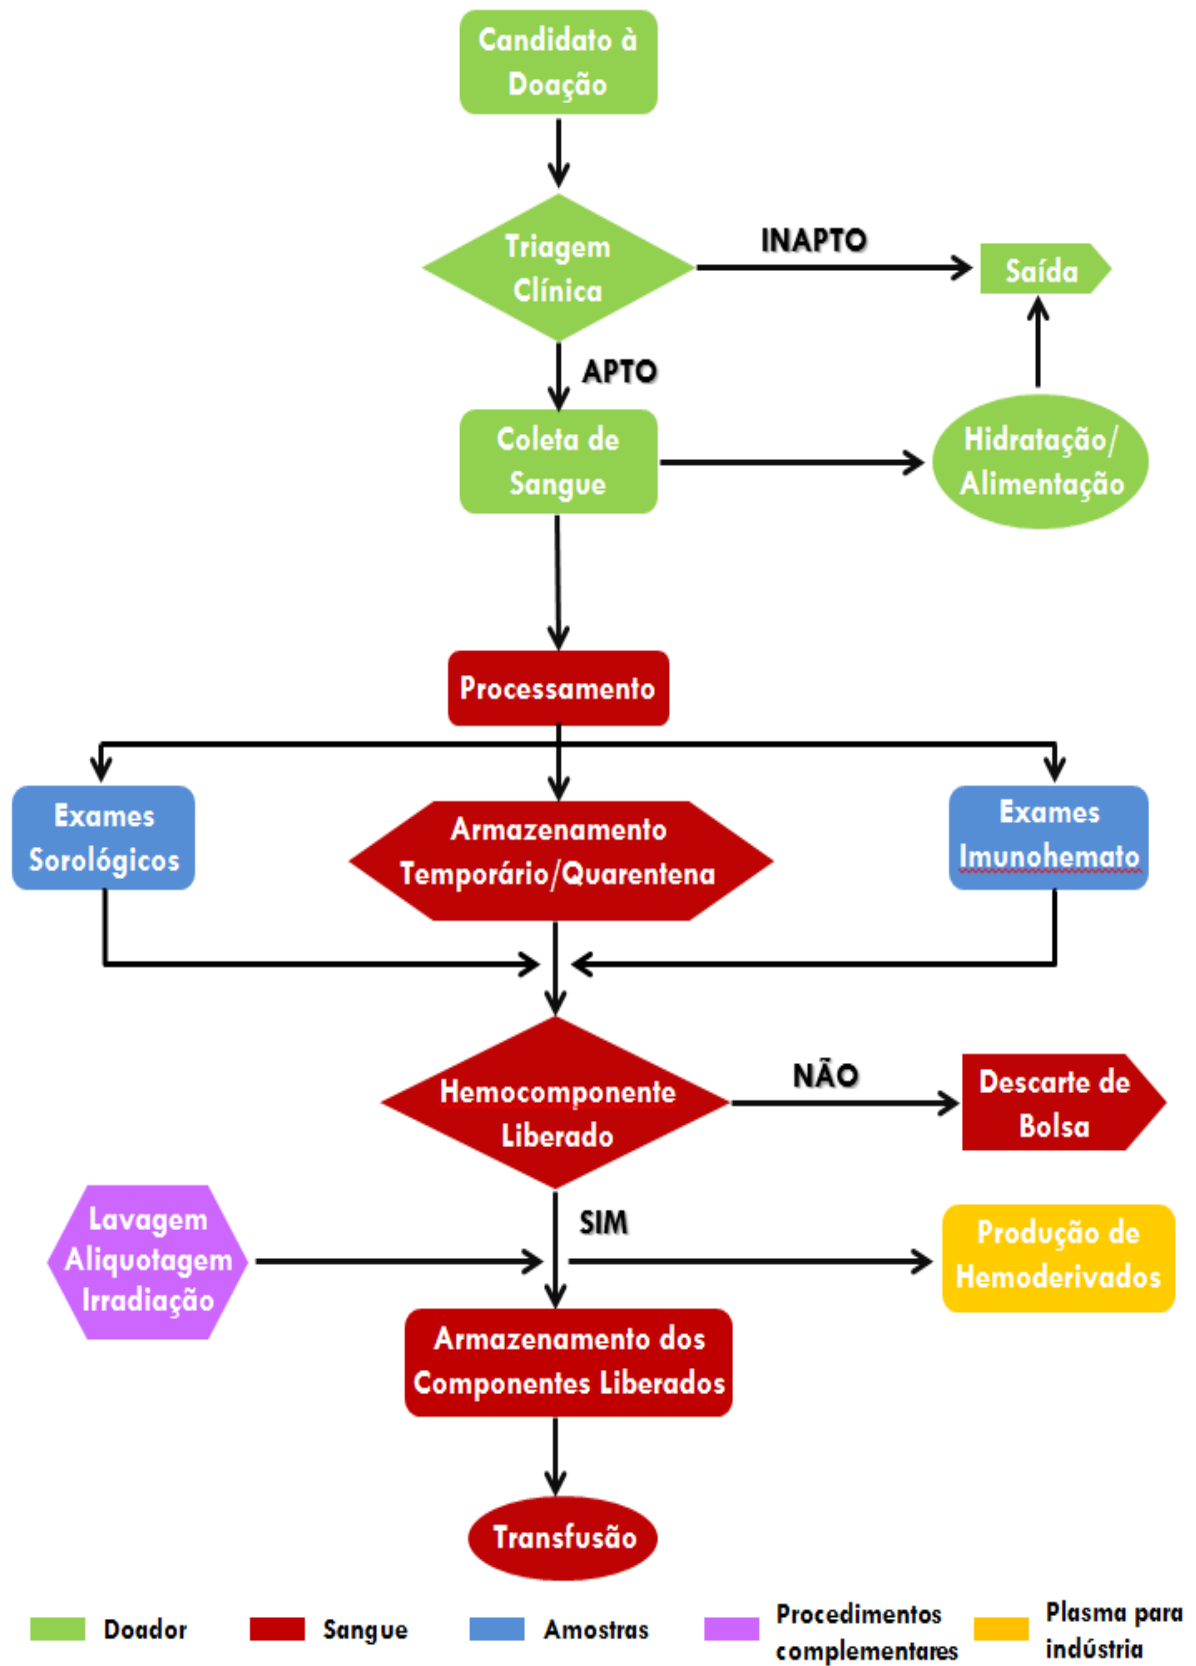 Candidato à
Doação
Triagem
Clínica
INAPTO
Saída
APTO
Coleta de
Sangue
Hidratação/
Alimentação
Processamento
Exames
Sorológicos
Armazenamento
Temporário/Quarentena
Exames
Imunohemato
Hemocomponente
Liberado
NÃO
Descarte de
Bolsa
Lavagem
Aliquotagem
Irradiação
SIM
Produção de
Hemoderivados
Armazenamento dos
Componentes Liberados
Transfusão
Doador
Sangue
Amostras
Procedimentos
complementares
Plasma para
indústria